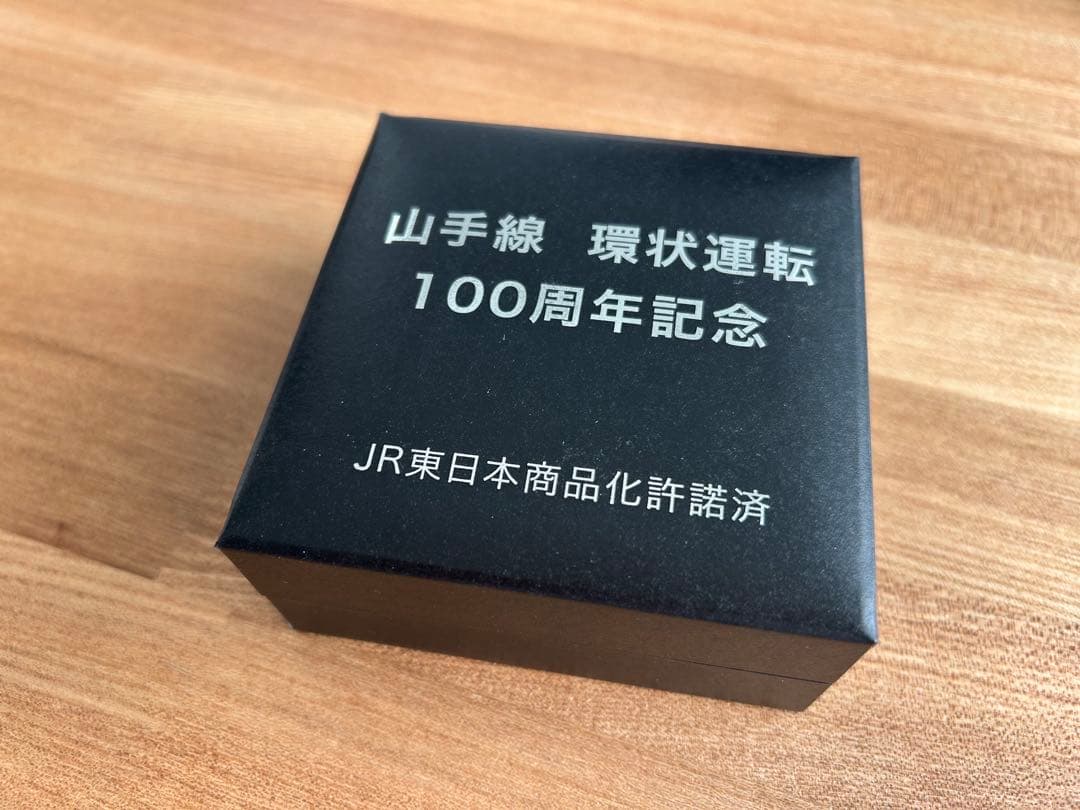 山手線 環状運転
100周年記念
JR東日本商品化許諾済